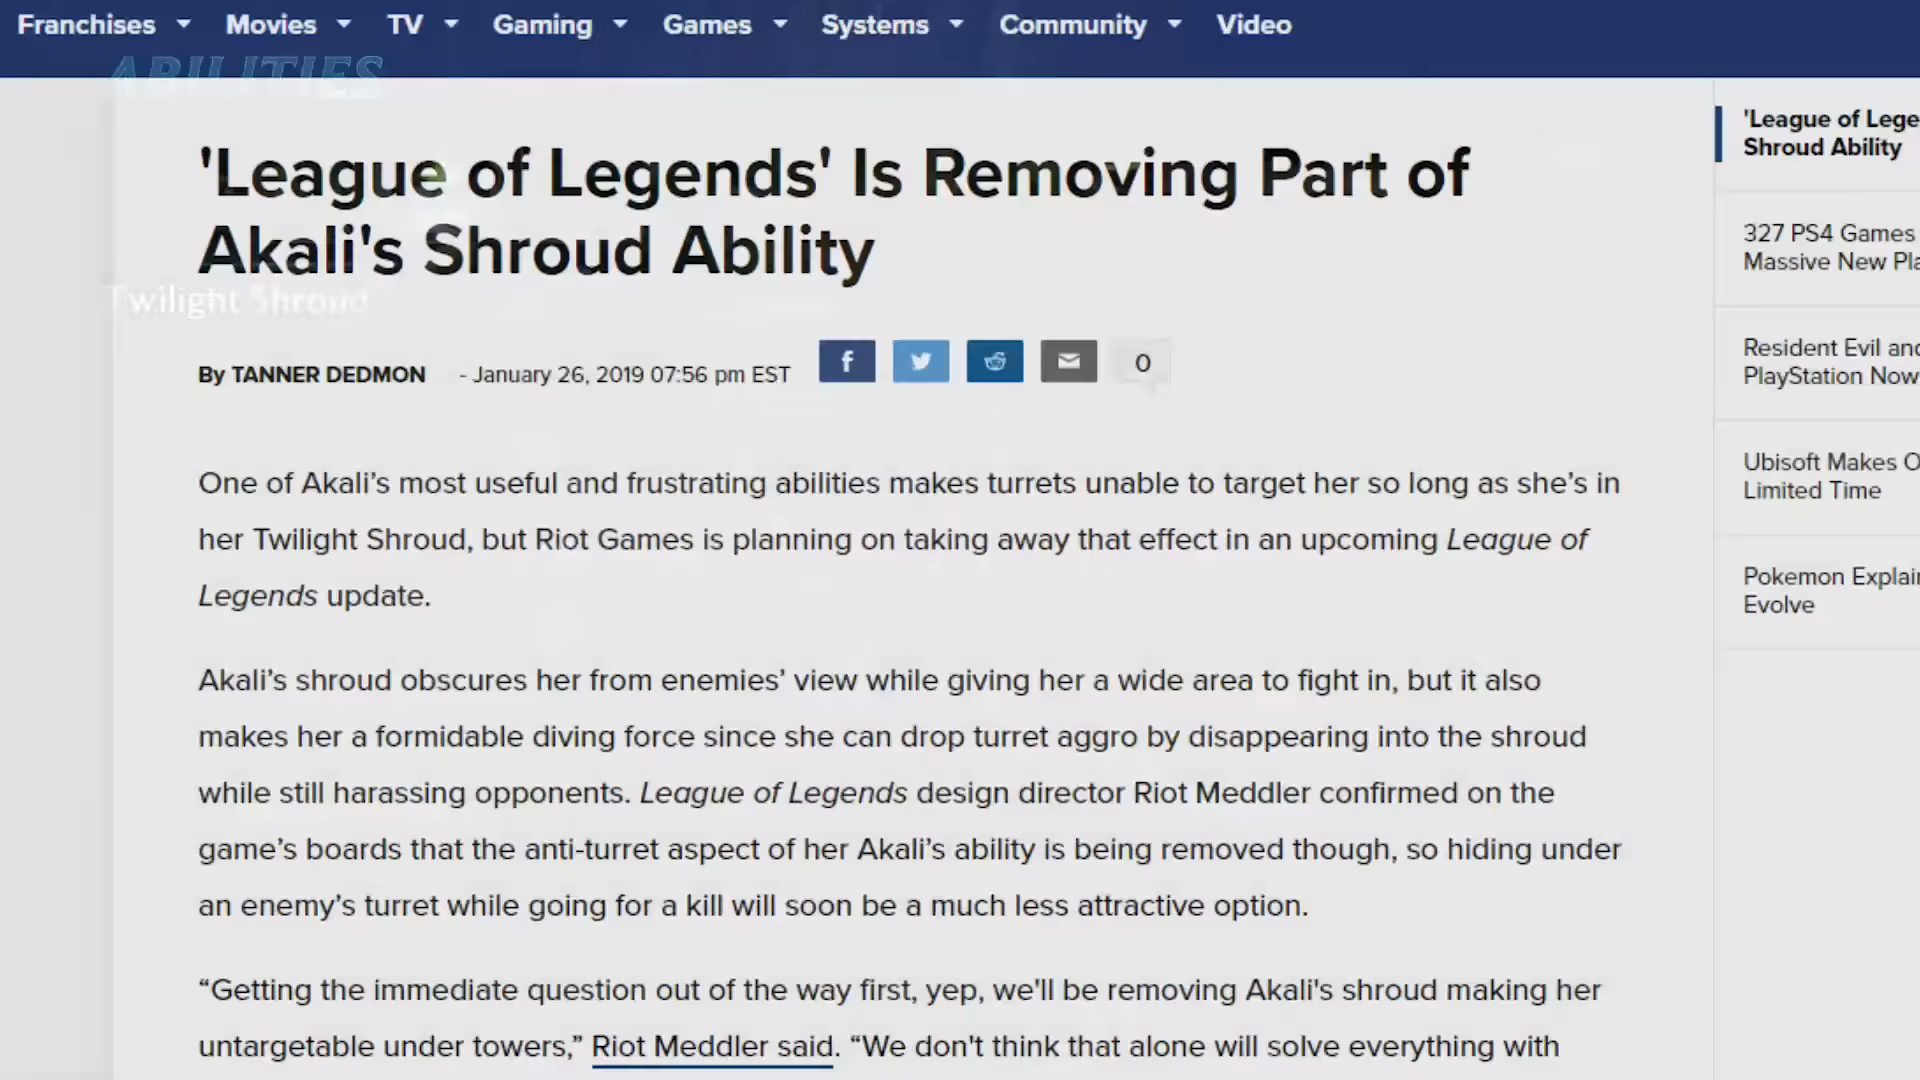 Franchises Movies TV Gaming Games Systems Community Video
ABILITIES
'League of Legends' Is Removing Part of
Akali's Shroud Ability
Twilight Shroud
By TANNER DEDMON - January 26, 2019 07:56 pm EST
0
One of Akali’s most useful and frustrating abilities makes turrets unable to target her so long as she’s in
her Twilight Shroud, but Riot Games is planning on taking away that effect in an upcoming League of
Legends update.
Akali’s shroud obscures her from enemies’ view while giving her a wide area to fight in, but it also
makes her a formidable diving force since she can drop turret aggro by disappearing into the shroud
while still harassing opponents. League of Legends design director Riot Meddler confirmed on the
game’s boards that the anti-turret aspect of her Akali’s ability is being removed though, so hiding under
an enemy’s turret while going for a kill will soon be a much less attractive option.
“Getting the immediate question out of the way first, yep, we'll be removing Akali's shroud making her
untargetable under towers,” Riot Meddler said. “We don't think that alone will solve everything with
'League of Lege
Shroud Ability
327 PS4 Games
Massive New Pla
Resident Evil and
PlayStation Now
Ubisoft Makes O
Limited Time
Pokemon Explain
Evolve